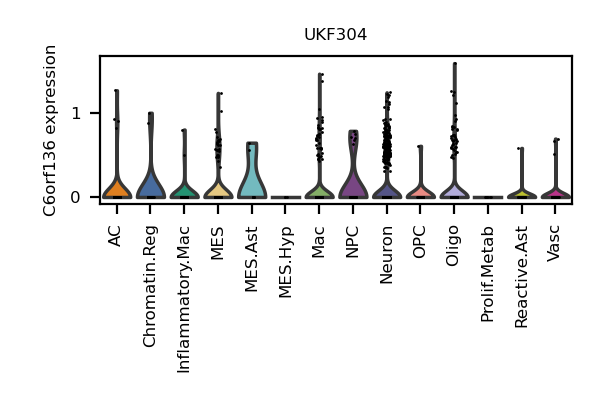 UKF304
C6orf136 expression
1
0
AC
Chromatin.Reg
Inflammatory.Mac
MES
MES.Ast
MES.Hyp
Mac
NPC
Neuron
OPC
Oligo
Prolif.Metab
Reactive.Ast
Vasc